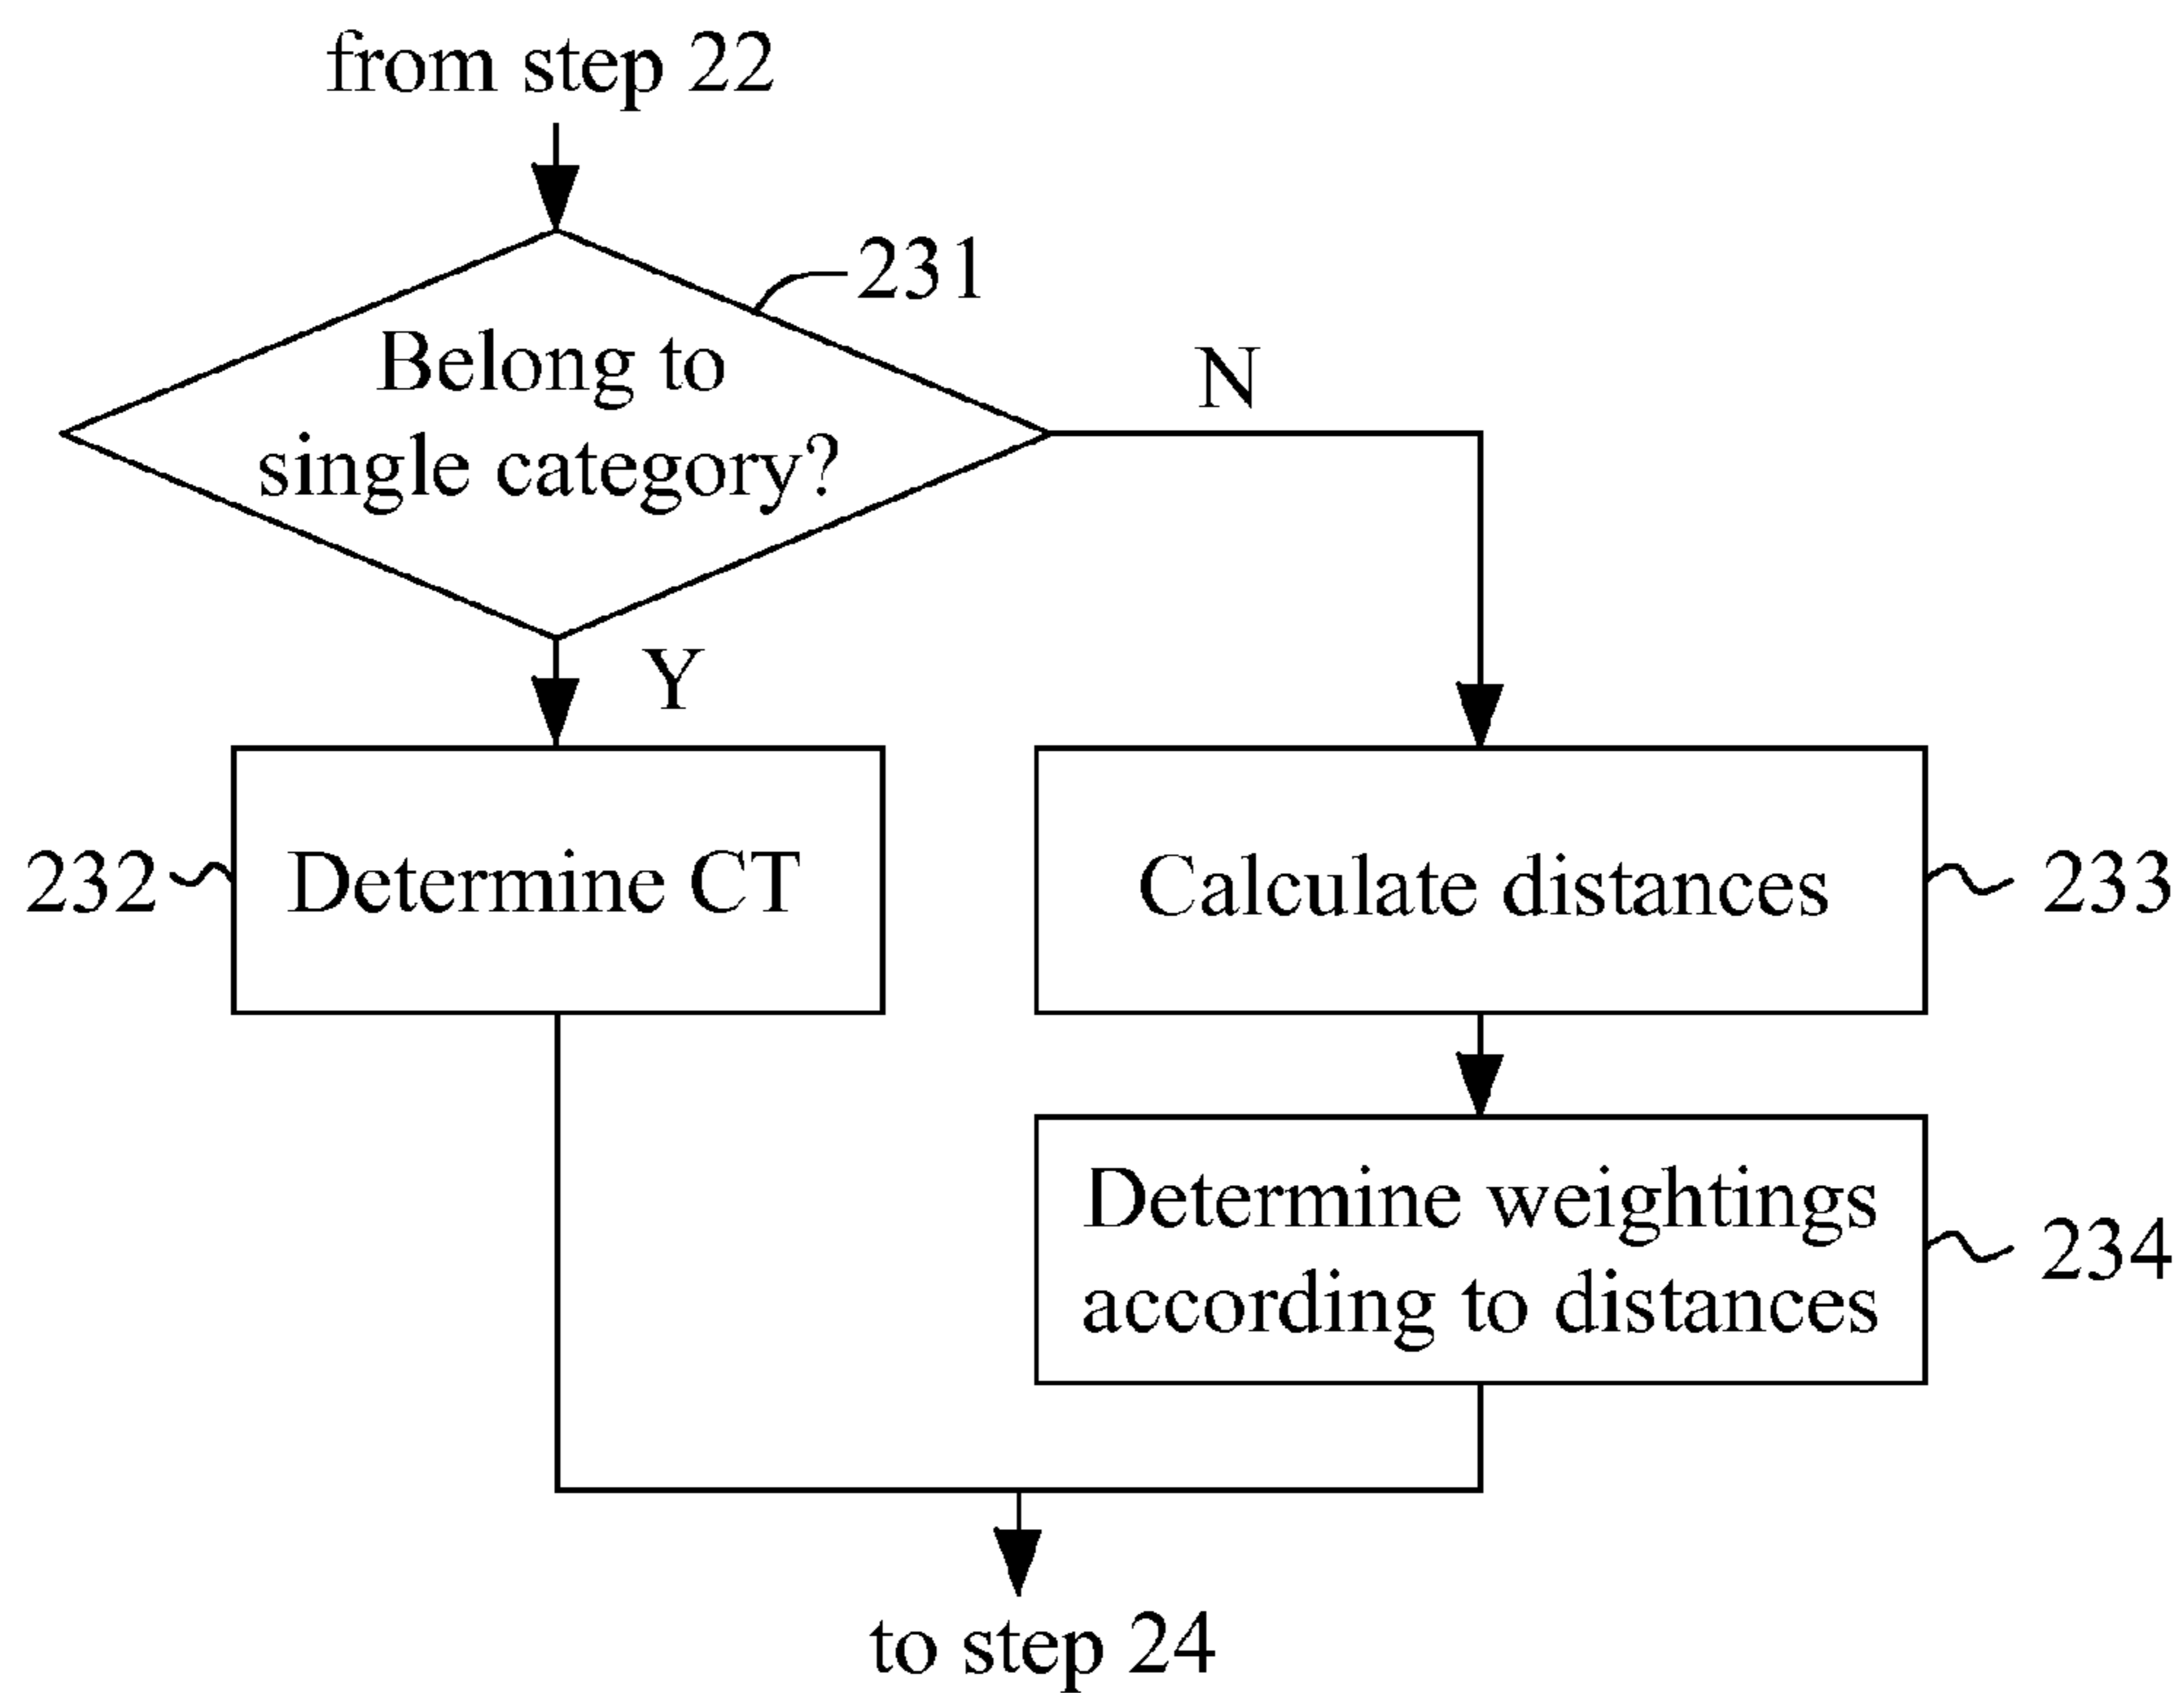 from step 22
231
Belong to
single category?
N
Y
232
Determine CT
Calculate distances
233
Determine weightings
according to distances
234
to step 24